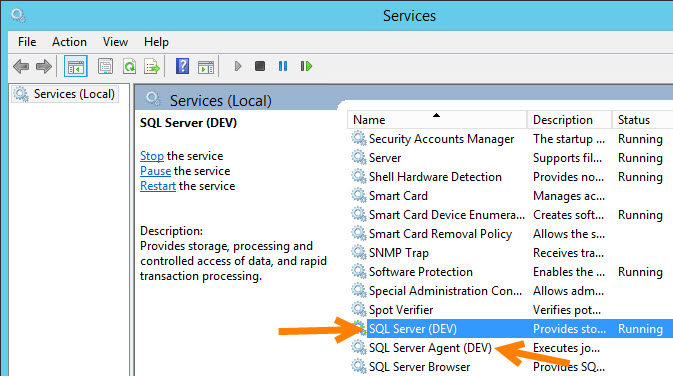 Services
File Action View Help
Services (Local)
Services (Local)
SQL Server (DEV)
Stop the service
Pause the service
Restart the service
Description:
Provides storage, processing and
controlled access of data, and rapid
transaction processing.
Name Description Status
Security Accounts Manager The startup ... Running
Server Supports fil... Running
Shell Hardware Detection Provides no... Running
Smart Card Manages ac...
Smart Card Device Enumera... Creates soft... Running
Smart Card Removal Policy Allows the s...
SNMP Trap Receives tra...
Software Protection Enables the ... Running
Special Administration Con... Allows adm...
Spot Verifier Verifies pot...
SQL Server (DEV) Provides sto... Running
SQL Server Agent (DEV) Executes jo...
SQL Server Browser Provides SQ...